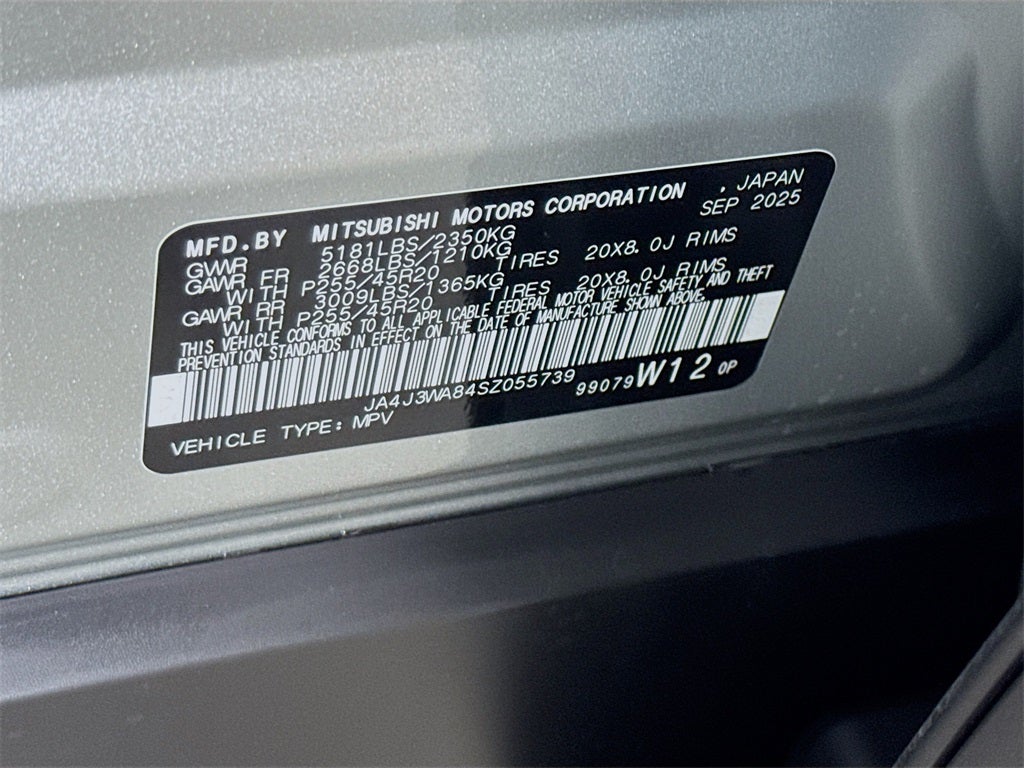 MFD.BY MITSUBISHI MOTORS CORPORATION , JAPAN
SEP 2025
GVWR 5181LBS/2350KG
GAWR FR 2668LBS/1210KG
WITH P255/45R20 TIRES 20X8.0J RIMS
GAWR RR 3009LBS/1365KG
WITH P255/45R20 TIRES 20X8.0J RIMS
THIS VEHICLE CONFORMS TO ALL APPLICABLE FEDERAL MOTOR VEHICLE SAFETY AND THEFT
PREVENTION STANDARDS IN EFFECT ON THE DATE OF MANUFACTURE SHOWN ABOVE.
JA4J3WA84SZ055739 99079 W12 0P
VEHICLE TYPE: MPV